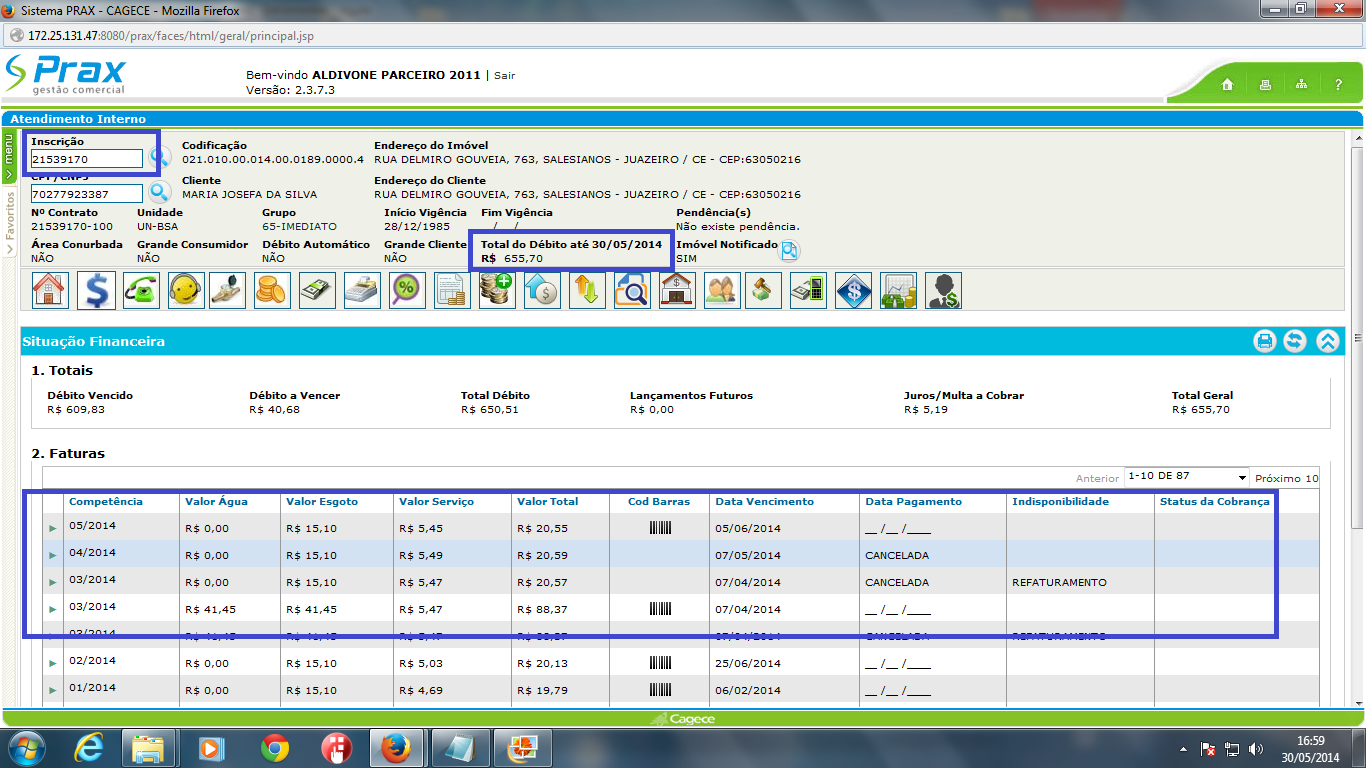 Sistema PRAX - CAGECE - Mozilla Firefox
172.25.131.47:8080/prax/faces/html/geral/principal.jsp
Prax
gestão comercial
Bem-vindo ALDIVONE PARCEIRO 2011 | Sair
Versão: 2.3.7.3
?
Atendimento Interno
menu
Favoritos
Inscrição Codificação Endereço do Imóvel
21539170 021.010.00.014.00.0189.0000.4 RUA DELMIRO GOUVEIA, 763, SALESIANOS - JUAZEIRO / CE - CEP:63050216
CPF/CNPJ Cliente Endereço do Cliente
70277923387 MARIA JOSEFA DA SILVA RUA DELMIRO GOUVEIA, 763, SALESIANOS - JUAZEIRO / CE - CEP:63050216
Nº Contrato Unidade Grupo Início Vigência Fim Vigência Pendência(s)
21539170-100 UN-BSA 65-IMEDIATO 28/12/1985 __/__/____ Não existe pendência.
Área Conurbada Grande Consumidor Débito Automático Grande Cliente Total do Débito até 30/05/2014 Imóvel Notificado
NÃO NÃO NÃO NÃO R$ 655,70 SIM
Situação Financeira
1. Totais
Débito Vencido Débito a Vencer Total Débito Lançamentos Futuros Juros/Multa a Cobrar Total Geral
R$ 609,83 R$ 40,68 R$ 650,51 R$ 0,00 R$ 5,19 R$ 655,70
2. Faturas
Anterior 1-10 DE 87 Próximo 10
Competência Valor Água Valor Esgoto Valor Serviço Valor Total Cod Barras Data Vencimento Data Pagamento Indisponibilidade Status da Cobrança
05/2014 R$ 0,00 R$ 15,10 R$ 5,45 R$ 20,55 05/06/2014 __/__/____
04/2014 R$ 0,00 R$ 15,10 R$ 5,49 R$ 20,59 07/05/2014 CANCELADA
03/2014 R$ 0,00 R$ 15,10 R$ 5,47 R$ 20,57 07/04/2014 CANCELADA REFATURAMENTO
03/2014 R$ 41,45 R$ 41,45 R$ 5,47 R$ 88,37 07/04/2014 __/__/____
03/2014 R$ 41,45 R$ 41,45 R$ 5,47 R$ 88,37 07/04/2014 CANCELADA REFATURAMENTO
02/2014 R$ 0,00 R$ 15,10 R$ 5,03 R$ 20,13 25/06/2014 __/__/____
01/2014 R$ 0,00 R$ 15,10 R$ 4,69 R$ 19,79 06/02/2014 __/__/____
Cagece
16:59
30/05/2014